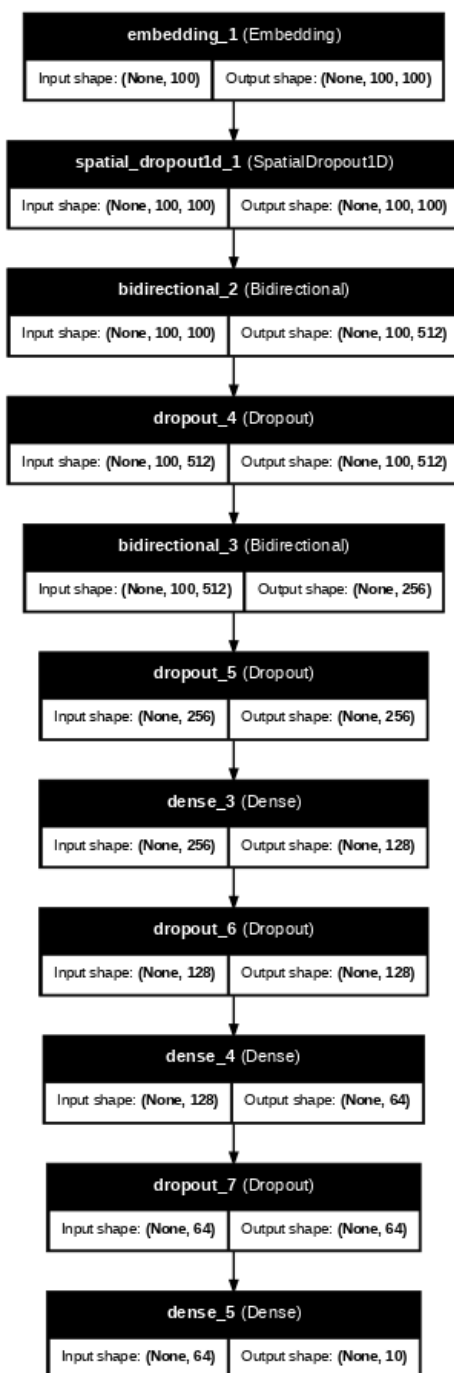 embedding_1 (Embedding)
Input shape: (None, 100) Output shape: (None, 100, 100)
spatial_dropout1d_1 (SpatialDropout1D)
Input shape: (None, 100, 100) Output shape: (None, 100, 100)
bidirectional_2 (Bidirectional)
Input shape: (None, 100, 100) Output shape: (None, 100, 512)
dropout_4 (Dropout)
Input shape: (None, 100, 512) Output shape: (None, 100, 512)
bidirectional_3 (Bidirectional)
Input shape: (None, 100, 512) Output shape: (None, 256)
dropout_5 (Dropout)
Input shape: (None, 256) Output shape: (None, 256)
dense_3 (Dense)
Input shape: (None, 256) Output shape: (None, 128)
dropout_6 (Dropout)
Input shape: (None, 128) Output shape: (None, 128)
dense_4 (Dense)
Input shape: (None, 128) Output shape: (None, 64)
dropout_7 (Dropout)
Input shape: (None, 64) Output shape: (None, 64)
dense_5 (Dense)
Input shape: (None, 64) Output shape: (None, 10)